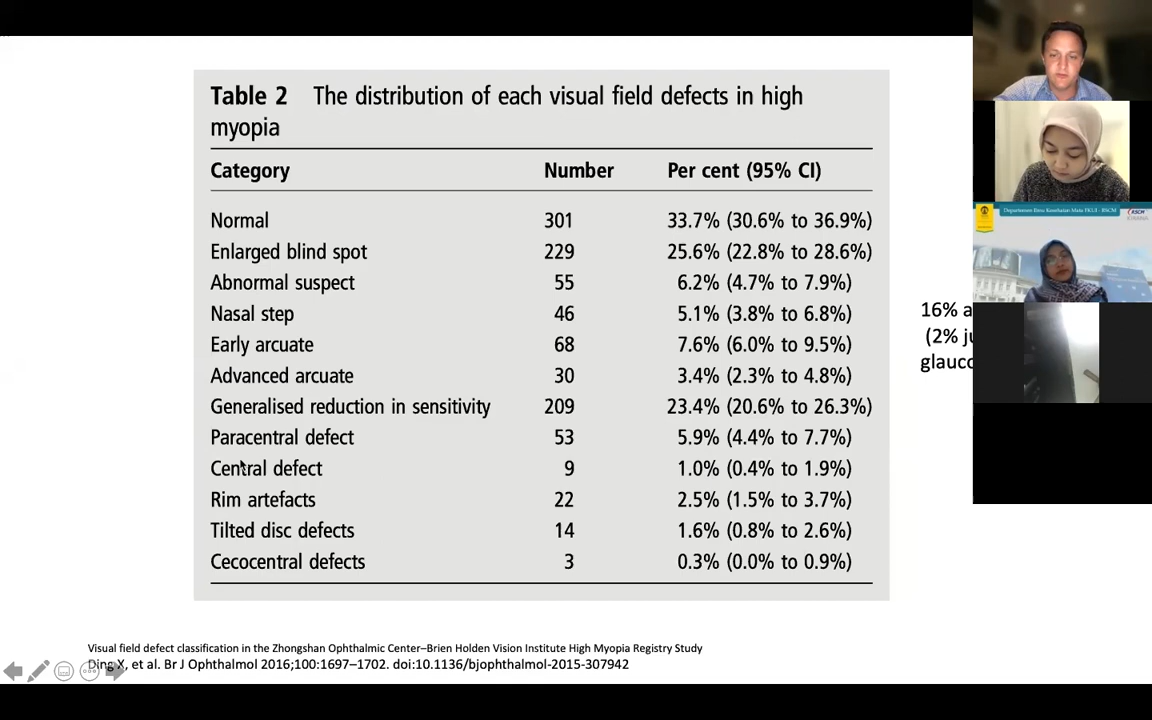 Table 2 The distribution of each visual field defects in high
myopia
Category Number Per cent (95% CI)
Normal 301 33.7% (30.6% to 36.9%)
Enlarged blind spot 229 25.6% (22.8% to 28.6%)
Abnormal suspect 55 6.2% (4.7% to 7.9%)
Nasal step 46 5.1% (3.8% to 6.8%)
Early arcuate 68 7.6% (6.0% to 9.5%)
Advanced arcuate 30 3.4% (2.3% to 4.8%)
Generalised reduction in sensitivity 209 23.4% (20.6% to 26.3%)
Paracentral defect 53 5.9% (4.4% to 7.7%)
Central defect 9 1.0% (0.4% to 1.9%)
Rim artefacts 22 2.5% (1.5% to 3.7%)
Tilted disc defects 14 1.6% (0.8% to 2.6%)
Cecocentral defects 3 0.3% (0.0% to 0.9%)
16% a
(2% ju
glauco
Departemen Ilmu Kesehatan Mata FKUI - RSCM
RSCM
Visual field defect classification in the Zhongshan Ophthalmic Center–Brien Holden Vision Institute High Myopia Registry Study
Ding X, et al. Br J Ophthalmol 2016;100:1697–1702. doi:10.1136/bjophthalmol-2015-307942